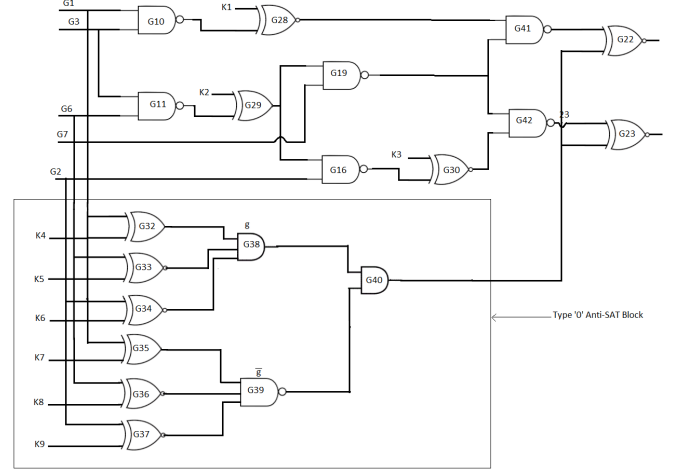 G1
K1
G10
G28
G3
G41
G22
G19
K2
G11
G29
G6
23
G42
G23
G7
K3
G2
G16
G30
g
G32
K4
G38
G33
K5
G40
G34
K6
Type '0' Anti-SAT Block
G35
K7
g
G36
G39
K8
G37
K9